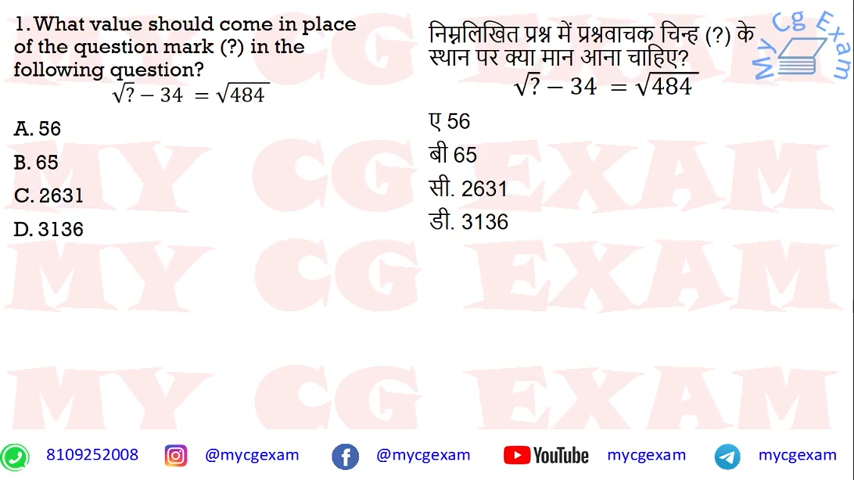 1. What value should come in place
of the question mark (?) in the
following question?
√? − 34 = √484
A. 56
B. 65
C. 2631
D. 3136
निम्नलिखित प्रश्न में प्रश्नवाचक चिन्ह (?) के
स्थान पर क्या मान आना चाहिए?
√? − 34 = √484
ए 56
बी 65
सी. 2631
डी. 3136
My Cg Exam
MY CG EXAM
MY CG EXAM
MY CG EXAM
8109252008 @mycgexam @mycgexam YouTube mycgexam mycgexam